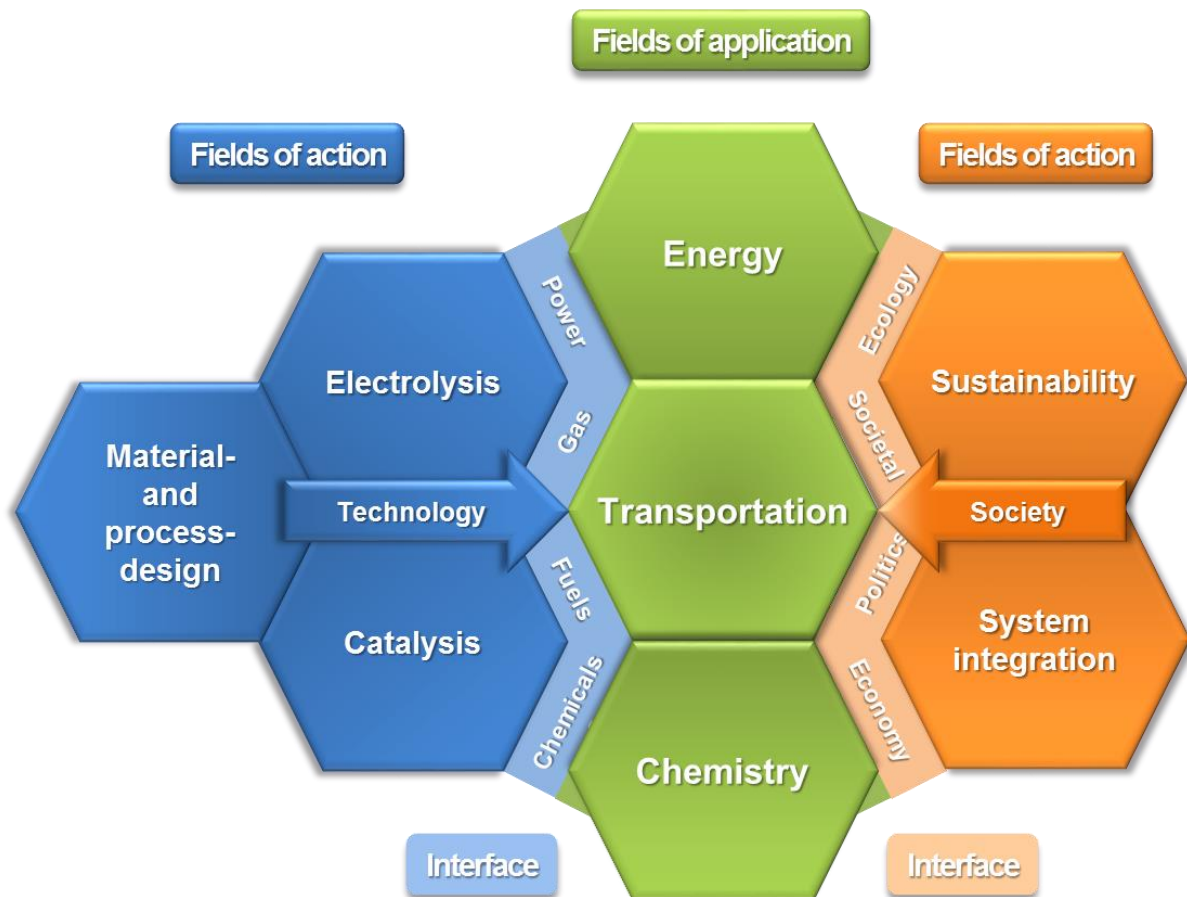 Fields of application
Fields of action
Fields of action
Energy
Power
Ecology
Electrolysis
Sustainability
Gas
Societal
Material-
and
process-
design
Technology
Transportation
Society
Fuels
Politics
Catalysis
System
integration
Chemicals
Economy
Chemistry
Interface
Interface